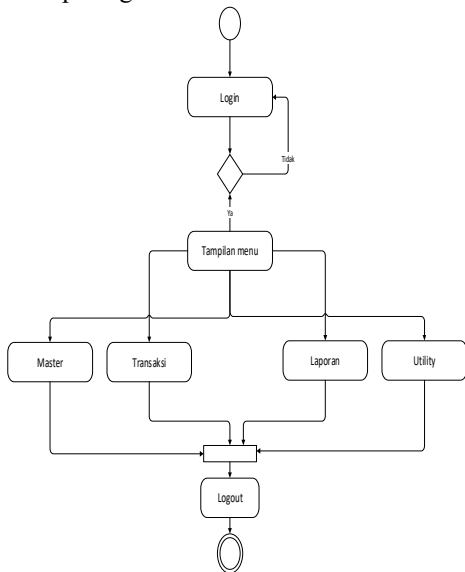 Login
Tidak
Ya
Tampilan menu
Master
Transaksi
Laporan
Utility
Logout